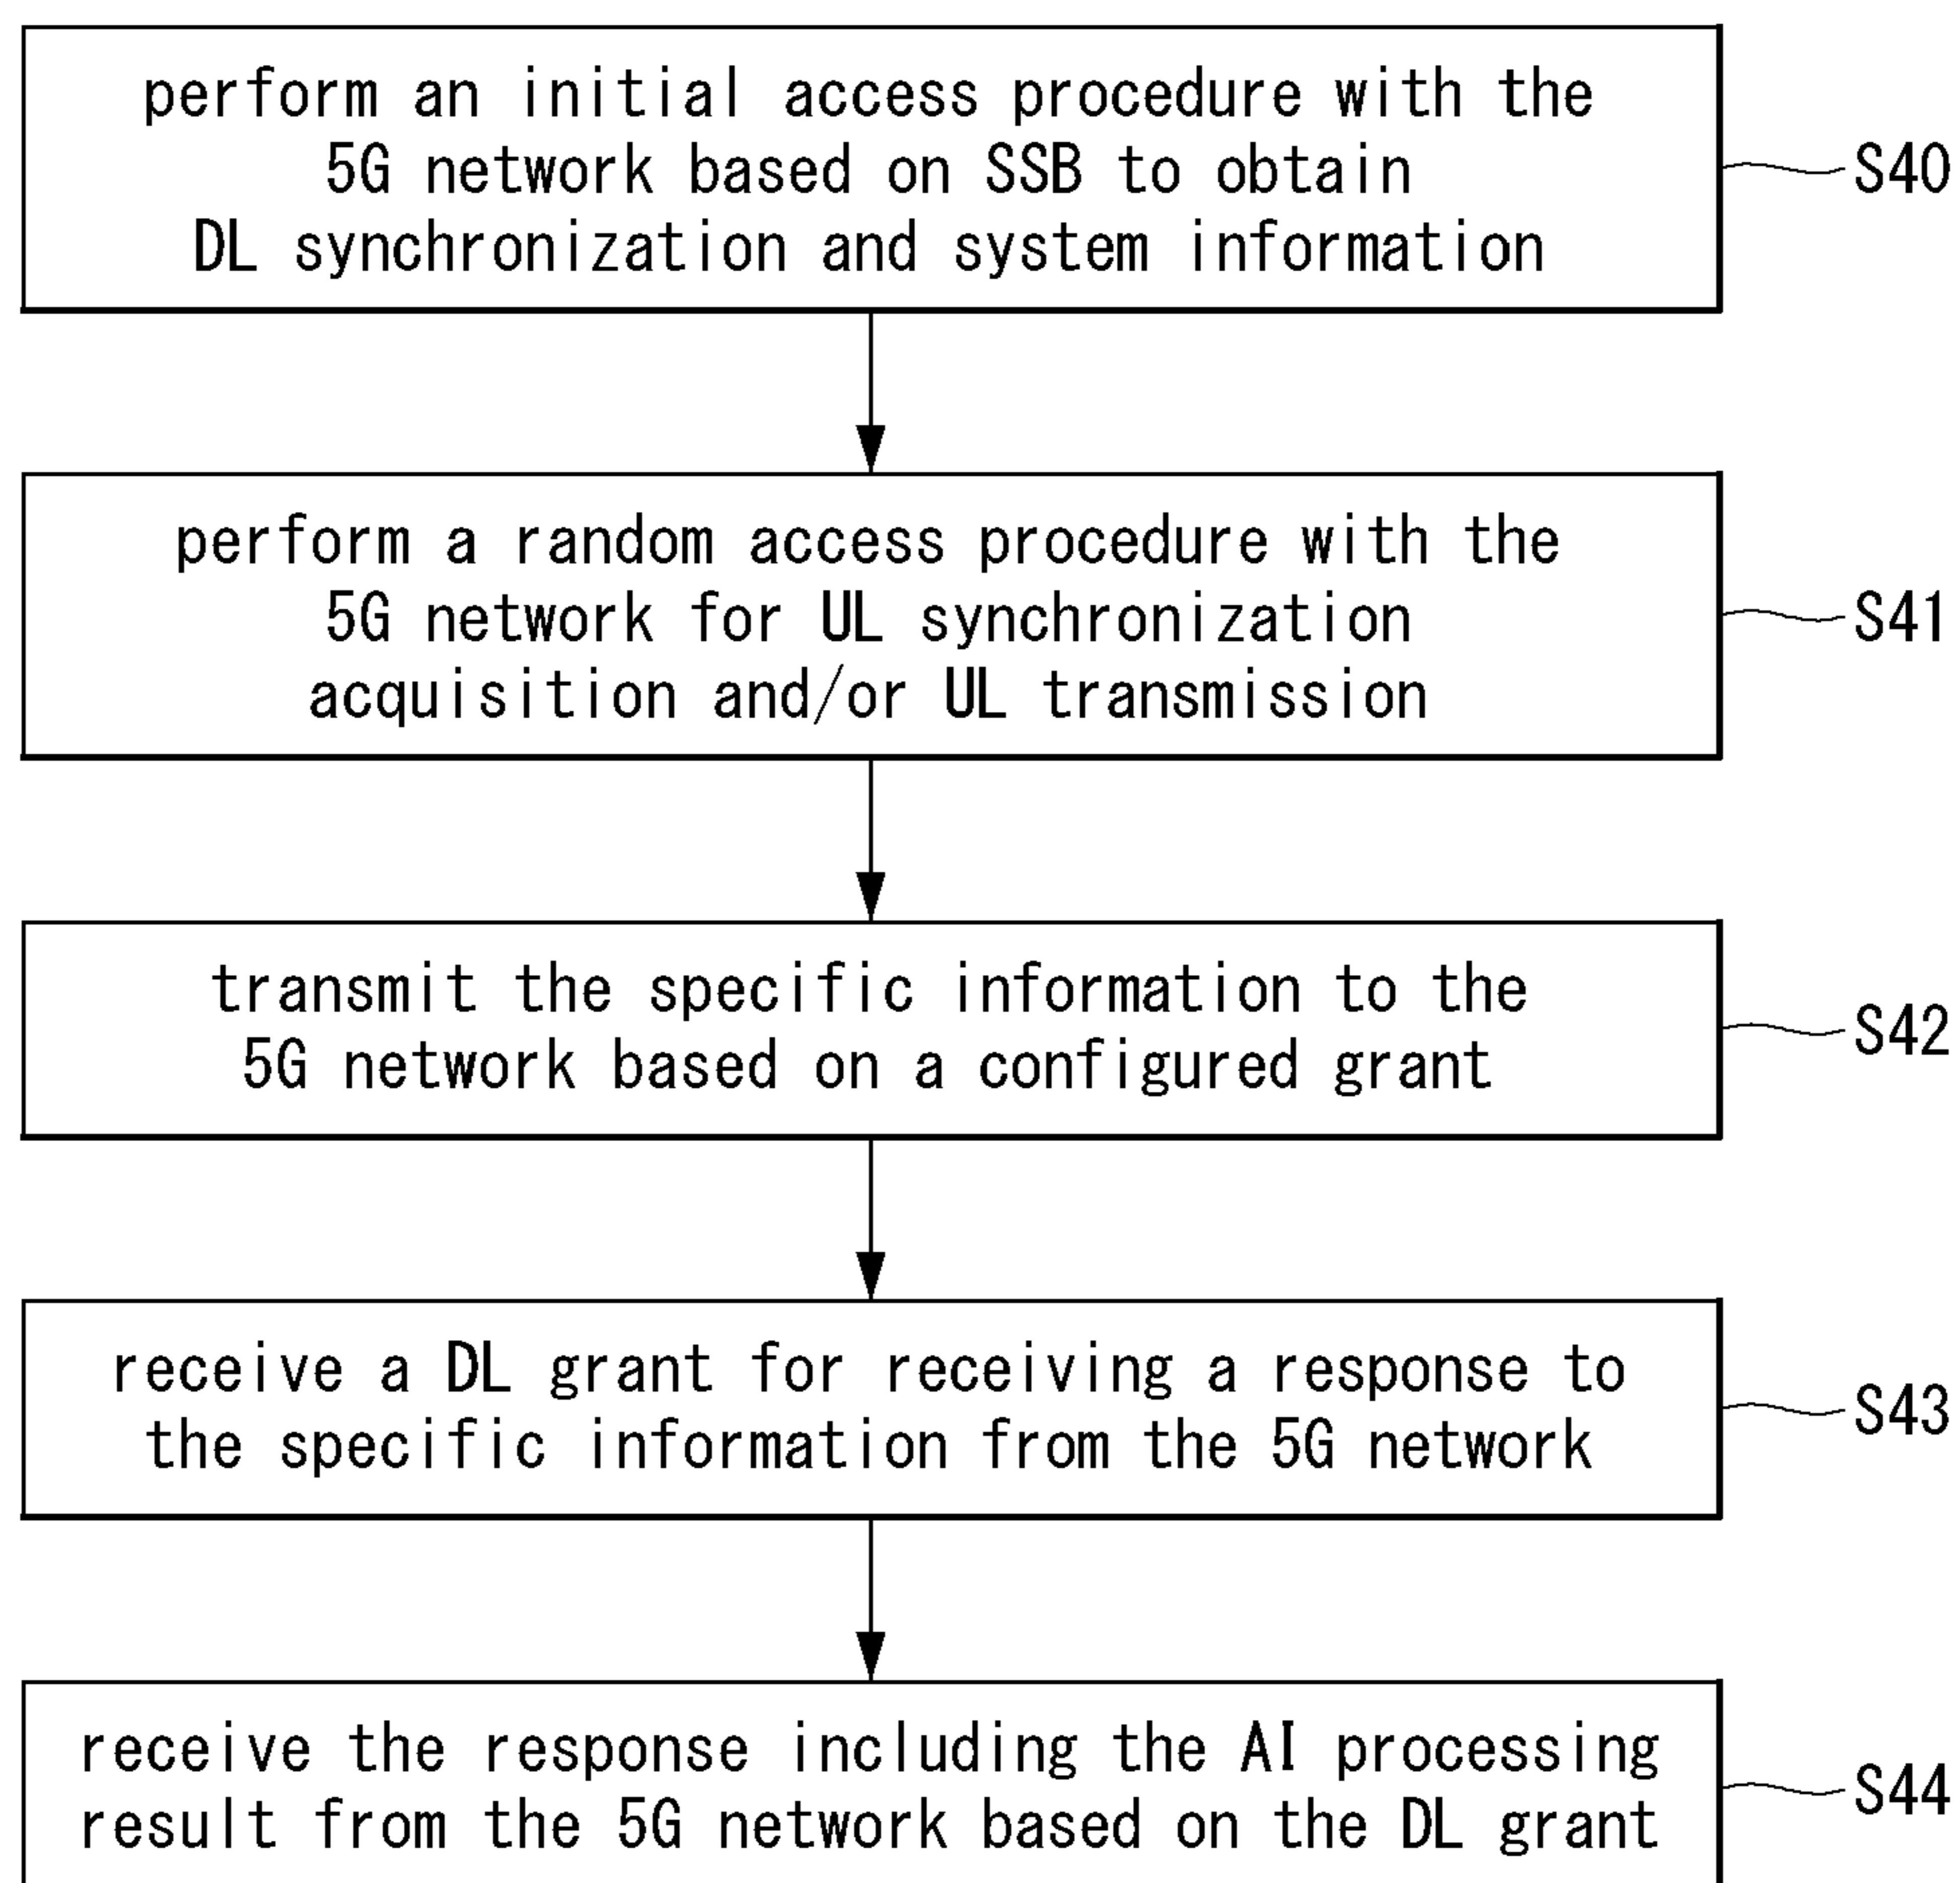 perform an initial access procedure with the
5G network based on SSB to obtain
DL synchronization and system information
S40
perform a random access procedure with the
5G network for UL synchronization
acquisition and/or UL transmission
S41
transmit the specific information to the
5G network based on a configured grant
S42
receive a DL grant for receiving a response to
the specific information from the 5G network
S43
receive the response including the AI processing
result from the 5G network based on the DL grant
S44